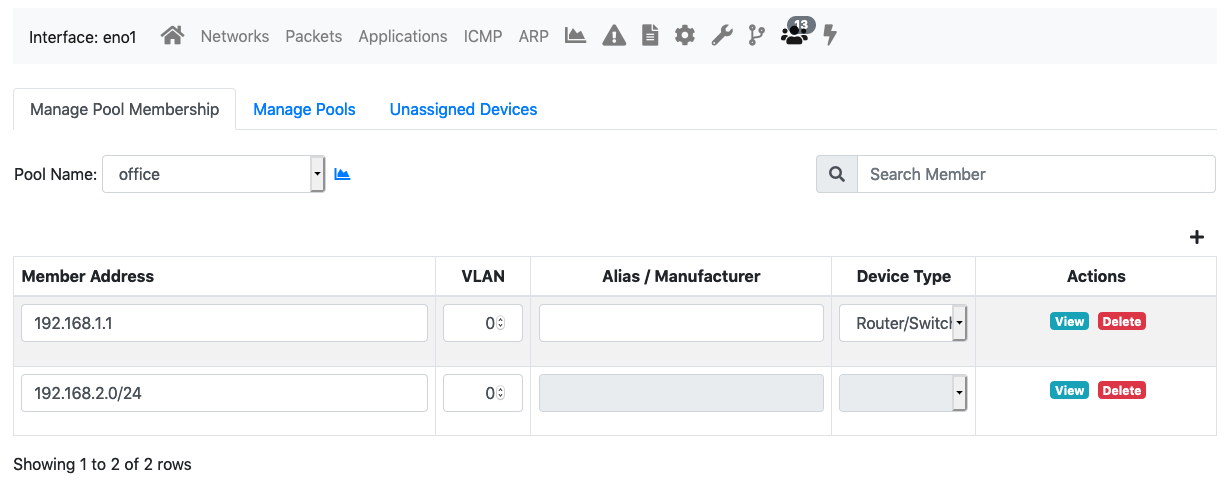 Interface: eno1 Networks Packets Applications ICMP ARP 13
Manage Pool Membership Manage Pools Unassigned Devices
Pool Name: office Search Member
+
Member Address VLAN Alias / Manufacturer Device Type Actions
192.168.1.1 0 Router/Switch View Delete
192.168.2.0/24 0 View Delete
Showing 1 to 2 of 2 rows